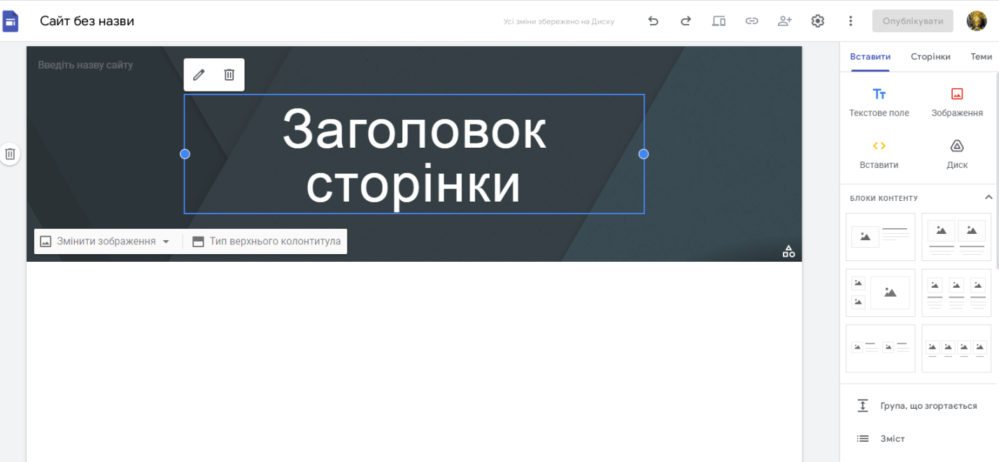 Сайт без назви
Усі зміни збережено на Диску
Опублікувати
Введіть назву сайту
Заголовок
сторінки
Змінити зображення
Тип верхнього колонтитула
Вставити
Сторінки
Теми
Текстове поле
Зображення
Вставити
Диск
БЛОКИ КОНТЕНТУ
Група, що згортається
Зміст